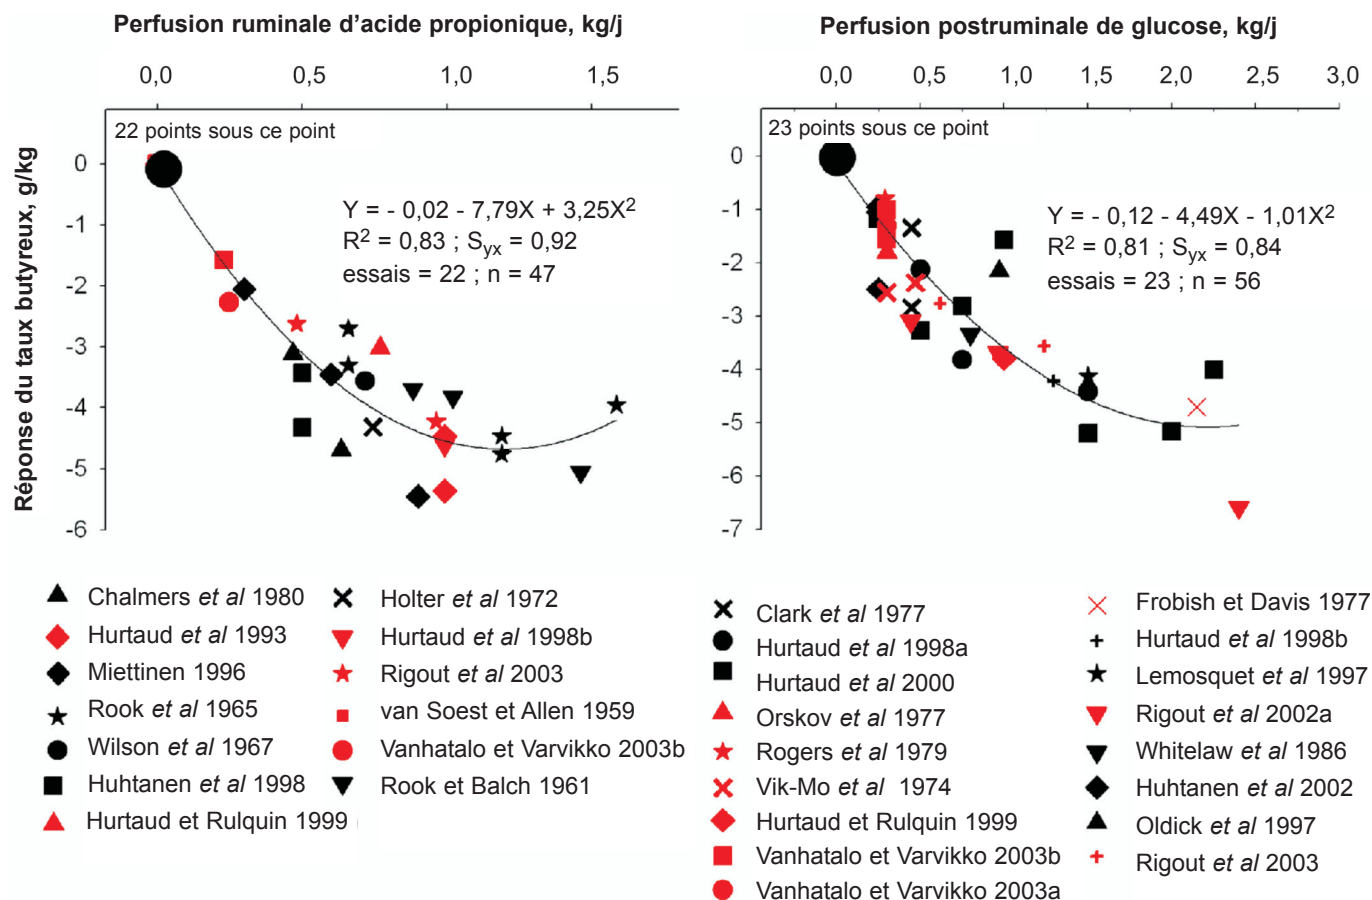 Perfusion ruminale d’acide propionique, kg/j
0,0 0,5 1,0 1,5
22 points sous ce point
Réponse du taux butyreux, g/kg
0
-1
-2
-3
-4
-5
-6
Y = - 0,02 - 7,79X + 3,25X²
R² = 0,83 ; Syx = 0,92
essais = 22 ; n = 47
Chalmers et al 1980
Hurtaud et al 1993
Miettinen 1996
Rook et al 1965
Wilson et al 1967
Huhtanen et al 1998
Hurtaud et Rulquin 1999
Holter et al 1972
Hurtaud et al 1998b
Rigout et al 2003
van Soest et Allen 1959
Vanhatalo et Varvikko 2003b
Rook et Balch 1961
Perfusion postruminale de glucose, kg/j
0,0 0,5 1,0 1,5 2,0 2,5 3,0
23 points sous ce point
0
-1
-2
-3
-4
-5
-6
-7
Y = - 0,12 - 4,49X - 1,01X²
R² = 0,81 ; Syx = 0,84
essais = 23 ; n = 56
Clark et al 1977
Hurtaud et al 1998a
Hurtaud et al 2000
Orskov et al 1977
Rogers et al 1979
Vik-Mo et al 1974
Hurtaud et Rulquin 1999
Vanhatalo et Varvikko 2003b
Vanhatalo et Varvikko 2003a
Frobish et Davis 1977
Hurtaud et al 1998b
Lemosquet et al 1997
Rigout et al 2002a
Whitelaw et al 1986
Huhtanen et al 2002
Oldick et al 1997
Rigout et al 2003